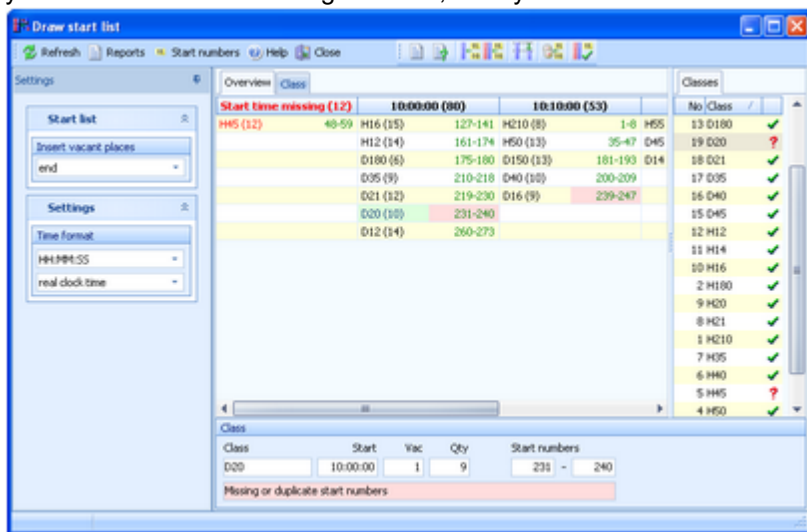 Draw start list
Refresh Reports Start numbers Help Close
Settings
Start list
Insert vacant places
end
Settings
Time format
HH:MM:SS
real clock time
Overview Class
Start time missing (12) 10:00:00 (80) 10:10:00 (53)
H45 (12) 48-59 H16 (15) 127-141 H210 (8) 1-8 H55
H12 (14) 161-174 H50 (13) 35-47 D45
D180 (6) 175-180 D150 (13) 181-193 D14
D35 (9) 210-218 D40 (10) 200-209
D21 (12) 219-230 D16 (9) 239-247
D20 (10) 231-240
D12 (14) 260-273
Classes
No Class
13 D180
19 D20 ?
18 D21
17 D35
16 D40
15 D45
12 H12
11 H14
10 H16
2 H180
9 H20
8 H21
1 H210
7 H35
6 H40
5 H45 ?
4 H50
Class
Class Start Vac Qty Start numbers
D20 10:00:00 1 9 231 - 240
Missing or duplicate start numbers